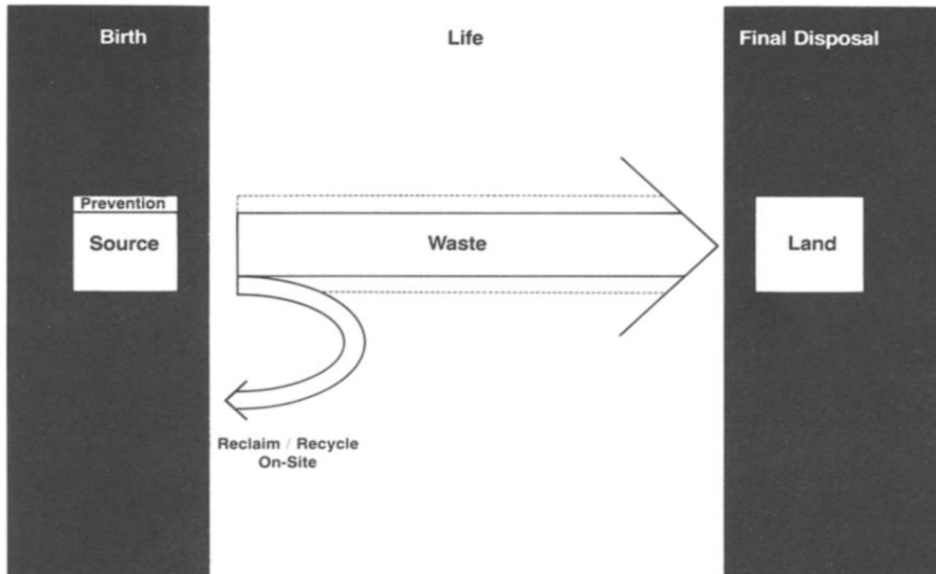 Birth
Life
Final Disposal
Prevention
Source
Waste
Land
Reclaim / Recycle
On-Site